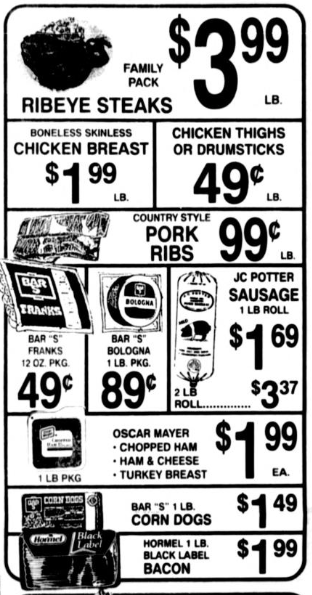 FAMILY
PACK
RIBEYE STEAKS
$3.99
LB.
BONELESS SKINLESS
CHICKEN BREAST
$1.99
LB.
CHICKEN THIGHS
OR DRUMSTICKS
49¢
LB.
COUNTRY STYLE
PORK
RIBS
99¢
LB.
BAR
S
FRANKS
BAR "S"
FRANKS
12 OZ. PKG.
49¢
BOLOGNA
BAR "S"
BOLOGNA
1 LB. PKG.
89¢
JC POTTER
SAUSAGE
1 LB ROLL
$1.69
2 LB
ROLL.............. $3.37
1 LB PKG
OSCAR MAYER
• CHOPPED HAM
• HAM & CHEESE
• TURKEY BREAST
$1.99
EA.
CORN DOGS
BAR "S" 1 LB.
CORN DOGS
$1.49
Hormel
Black
Label
HORMEL 1 LB.
BLACK LABEL
BACON
$1.99